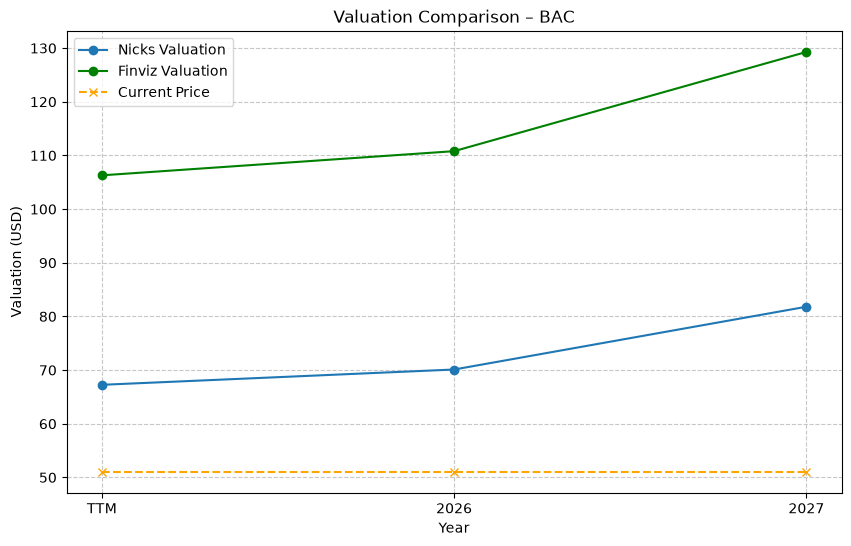 Valuation Comparison – BAC
Nicks Valuation
Finviz Valuation
Current Price
130
120
110
100
90
80
70
60
50
Valuation (USD)
TTM
2026
2027
Year